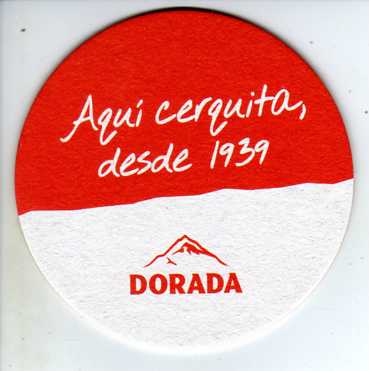 Aquí cerquita,
desde 1939
DORADA